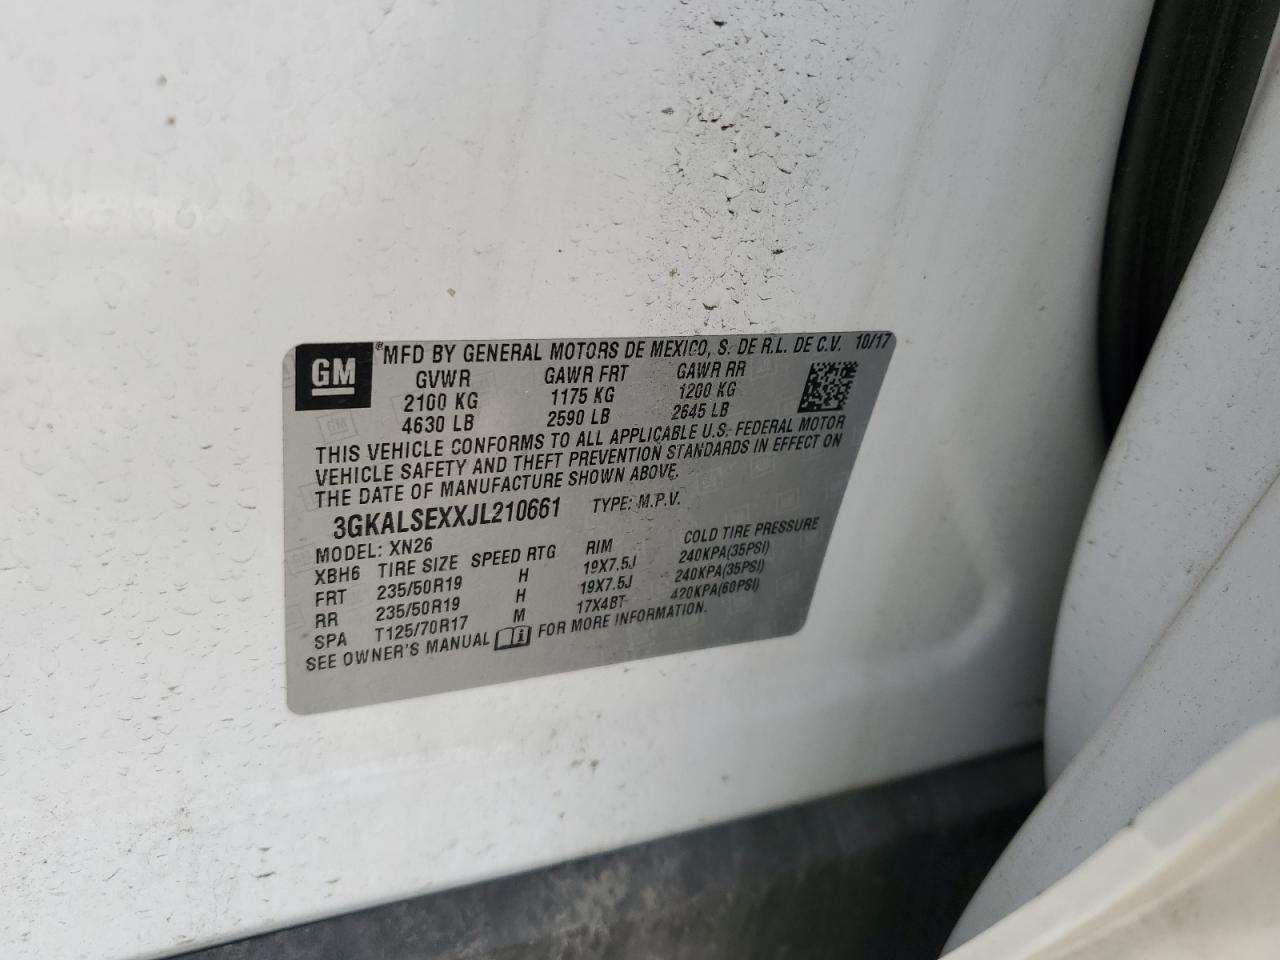 GM ®MFD BY GENERAL MOTORS DE MEXICO, S. DE R.L. DE C.V. 10/17
GVWR GAWR FRT GAWR RR
2100 KG 1175 KG 1200 KG
4630 LB 2590 LB 2645 LB
THIS VEHICLE CONFORMS TO ALL APPLICABLE U.S. FEDERAL MOTOR
VEHICLE SAFETY AND THEFT PREVENTION STANDARDS IN EFFECT ON
THE DATE OF MANUFACTURE SHOWN ABOVE.
3GKALSEXXJL210661 TYPE: M.P.V.
MODEL: XN26
XBH6 TIRE SIZE SPEED RTG RIM COLD TIRE PRESSURE
FRT 235/50R19 H 19X7.5J 240KPA(35PSI)
RR 235/50R19 H 19X7.5J 240KPA(35PSI)
SPA T125/70R17 M 17X4BT 420KPA(60PSI)
SEE OWNER'S MANUAL FOR MORE INFORMATION.